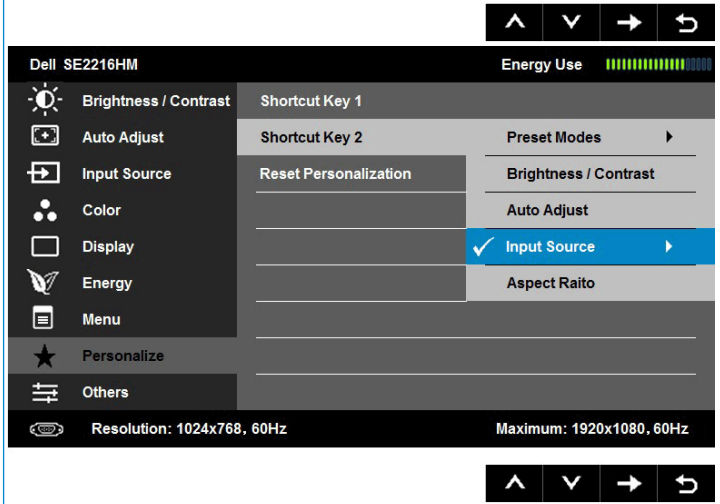 Dell SE2216HM Energy Use
Brightness / Contrast Shortcut Key 1
Auto Adjust Shortcut Key 2 Preset Modes
Input Source Reset Personalization Brightness / Contrast
Color Auto Adjust
Display Input Source
Energy Aspect Raito
Menu
Personalize
Others
Resolution: 1024x768, 60Hz Maximum: 1920x1080, 60Hz